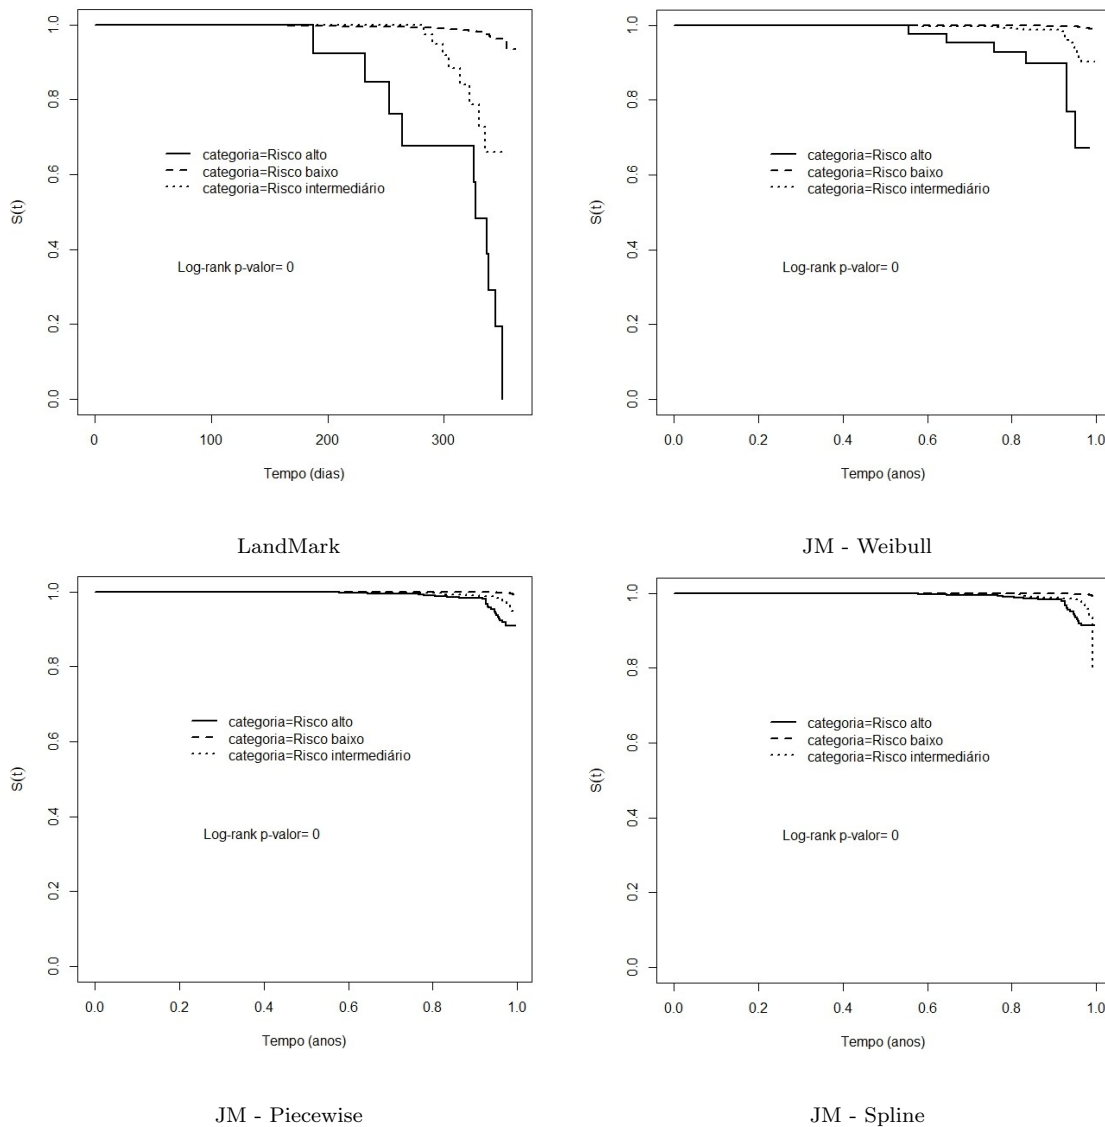 1.0
0.8
0.6
0.4
0.2
0.0
S(t)
categoria=Risco alto
categoria=Risco baixo
categoria=Risco intermediário
Log-rank p-valor= 0
0 100 200 300
Tempo (dias)
LandMark
1.0
0.8
0.6
0.4
0.2
0.0
S(t)
categoria=Risco alto
categoria=Risco baixo
categoria=Risco intermediário
Log-rank p-valor= 0
0.0 0.2 0.4 0.6 0.8 1.0
Tempo (anos)
JM - Weibull
1.0
0.8
0.6
0.4
0.2
0.0
S(t)
categoria=Risco alto
categoria=Risco baixo
categoria=Risco intermediário
Log-rank p-valor= 0
0.0 0.2 0.4 0.6 0.8 1.0
Tempo (anos)
JM - Piecewise
1.0
0.8
0.6
0.4
0.2
0.0
S(t)
categoria=Risco alto
categoria=Risco baixo
categoria=Risco intermediário
Log-rank p-valor= 0
0.0 0.2 0.4 0.6 0.8 1.0
Tempo (anos)
JM - Spline